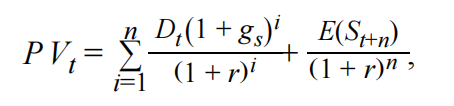 PV_t = \sum_{i=1}^{n} \frac{D_t(1 + g_s)^i}{(1 + r)^i} + \frac{E(S_{t+n})}{(1 + r)^n},